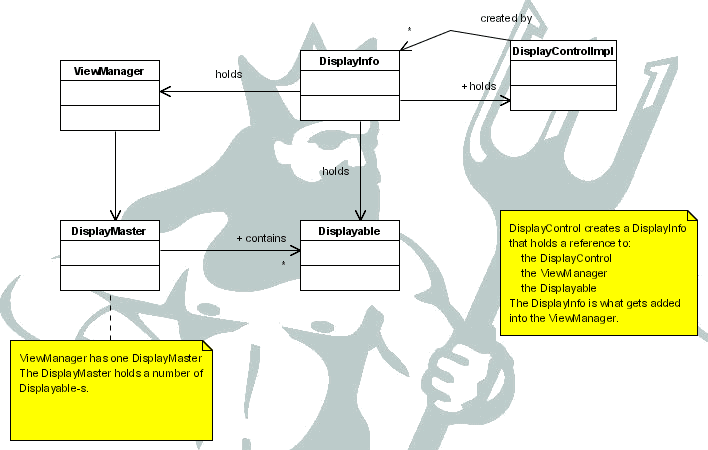 created by
*
DisplayInfo
DisplayControlImpl
ViewManager
holds
+ holds
holds
DisplayMaster
+ contains
*
Displayable
DisplayControl creates a DisplayInfo
that holds a reference to:
the DisplayControl
the ViewManager
the Displayable
The DisplayInfo is what gets added
into the ViewManager.
ViewManager has one DisplayMaster
The DisplayMaster holds a number of
Displayable-s.